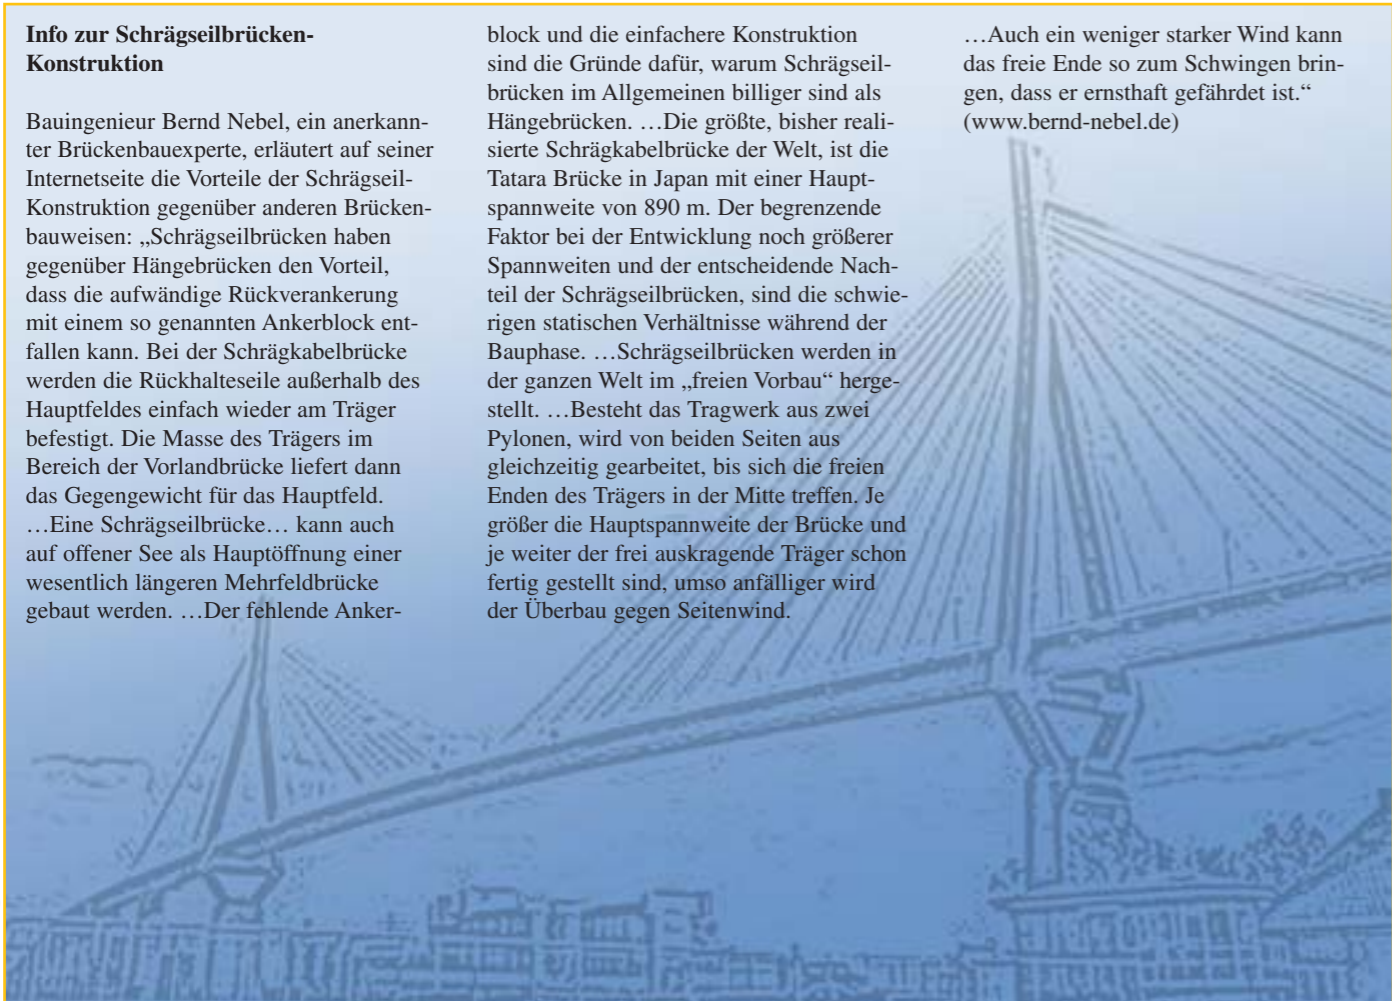 Info zur Schrägseilbrücken-
Konstruktion
Bauingenieur Bernd Nebel, ein anerkann-
ter Brückenbauexperte, erläutert auf seiner
Internetseite die Vorteile der Schrägseil-
Konstruktion gegenüber anderen Brücken-
bauweisen: „Schrägseilbrücken haben
gegenüber Hängebrücken den Vorteil,
dass die aufwändige Rückverankerung
mit einem so genannten Ankerblock ent-
fallen kann. Bei der Schrägkabelbrücke
werden die Rückhalteseile außerhalb des
Hauptfeldes einfach wieder am Träger
befestigt. Die Masse des Trägers im
Bereich der Vorlandbrücke liefert dann
das Gegengewicht für das Hauptfeld.
…Eine Schrägseilbrücke… kann auch
auf offener See als Hauptöffnung einer
wesentlich längeren Mehrfeldbrücke
gebaut werden. …Der fehlende Anker-
block und die einfachere Konstruktion
sind die Gründe dafür, warum Schrägseil-
brücken im Allgemeinen billiger sind als
Hängebrücken. …Die größte, bisher reali-
sierte Schrägkabelbrücke der Welt, ist die
Tatara Brücke in Japan mit einer Haupt-
spannweite von 890 m. Der begrenzende
Faktor bei der Entwicklung noch größerer
Spannweiten und der entscheidende Nach-
teil der Schrägseilbrücken, sind die schwie-
rigen statischen Verhältnisse während der
Bauphase. …Schrägseilbrücken werden in
der ganzen Welt im „freien Vorbau“ herge-
stellt. …Besteht das Tragwerk aus zwei
Pylonen, wird von beiden Seiten aus
gleichzeitig gearbeitet, bis sich die freien
Enden des Trägers in der Mitte treffen. Je
größer die Hauptspannweite der Brücke und
je weiter der frei auskragende Träger schon
fertig gestellt sind, umso anfälliger wird
der Überbau gegen Seitenwind.
…Auch ein weniger starker Wind kann
das freie Ende so zum Schwingen brin-
gen, dass er ernsthaft gefährdet ist.“
(www.bernd-nebel.de)